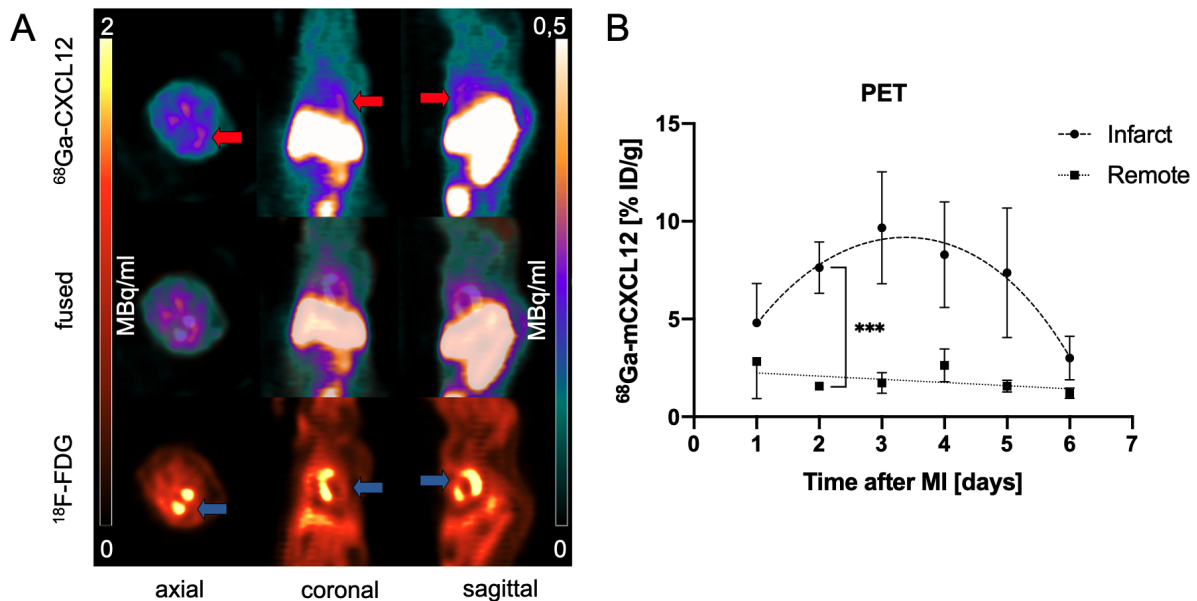 A
2
0,5
⁶⁸Ga-CXCL12
fused
¹⁸F-FDG
MBq/ml
MBq/ml
0
0
axial
coronal
sagittal
B
PET
⁶⁸Ga-mCXCL12 [% ID/g]
15
10
5
0
***
0 1 2 3 4 5 6 7
Time after MI [days]
Infarct
Remote